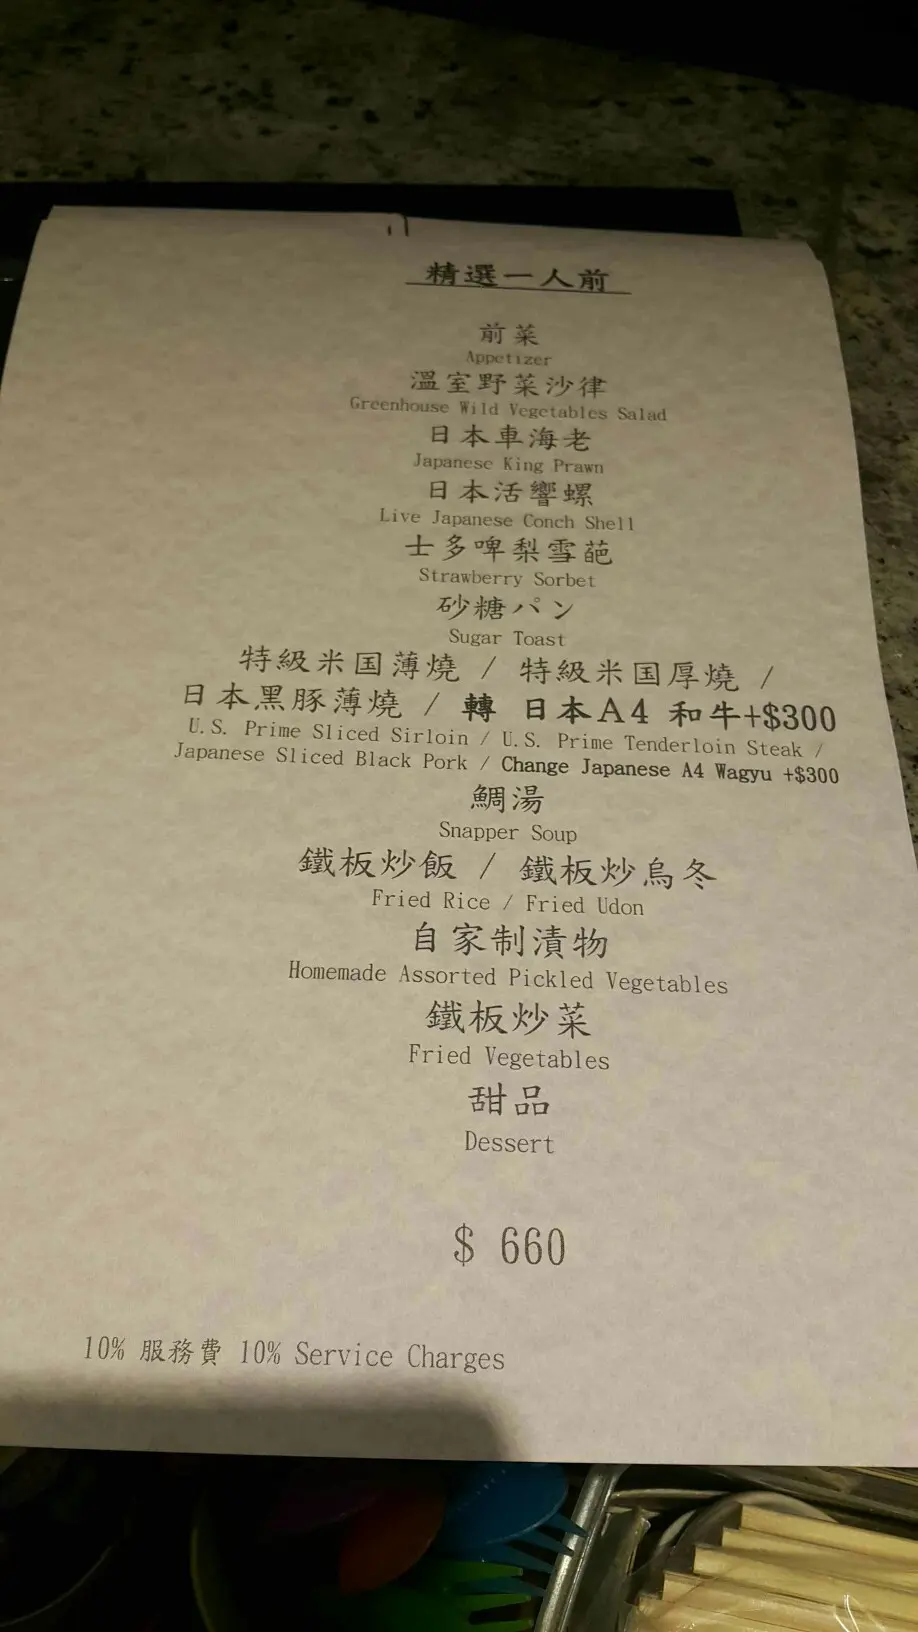 精選一人前
前菜
Appetizer
溫室野菜沙律
Greenhouse Wild Vegetables Salad
日本車海老
Japanese King Prawn
日本活響螺
Live Japanese Conch Shell
士多啤梨雪葩
Strawberry Sorbet
砂糖パン
Sugar Toast
特級米国薄燒 / 特級米国厚燒 /
日本黑豚薄燒 / 轉 日本A4 和牛+$300
U.S. Prime Sliced Sirloin / U.S. Prime Tenderloin Steak /
Japanese Sliced Black Pork / Change Japanese A4 Wagyu +$300
鯛湯
Snapper Soup
鐵板炒飯 / 鐵板炒烏冬
Fried Rice / Fried Udon
自家制漬物
Homemade Assorted Pickled Vegetables
鐵板炒菜
Fried Vegetables
甜品
Dessert
$ 660
10% 服務費 10% Service Charges